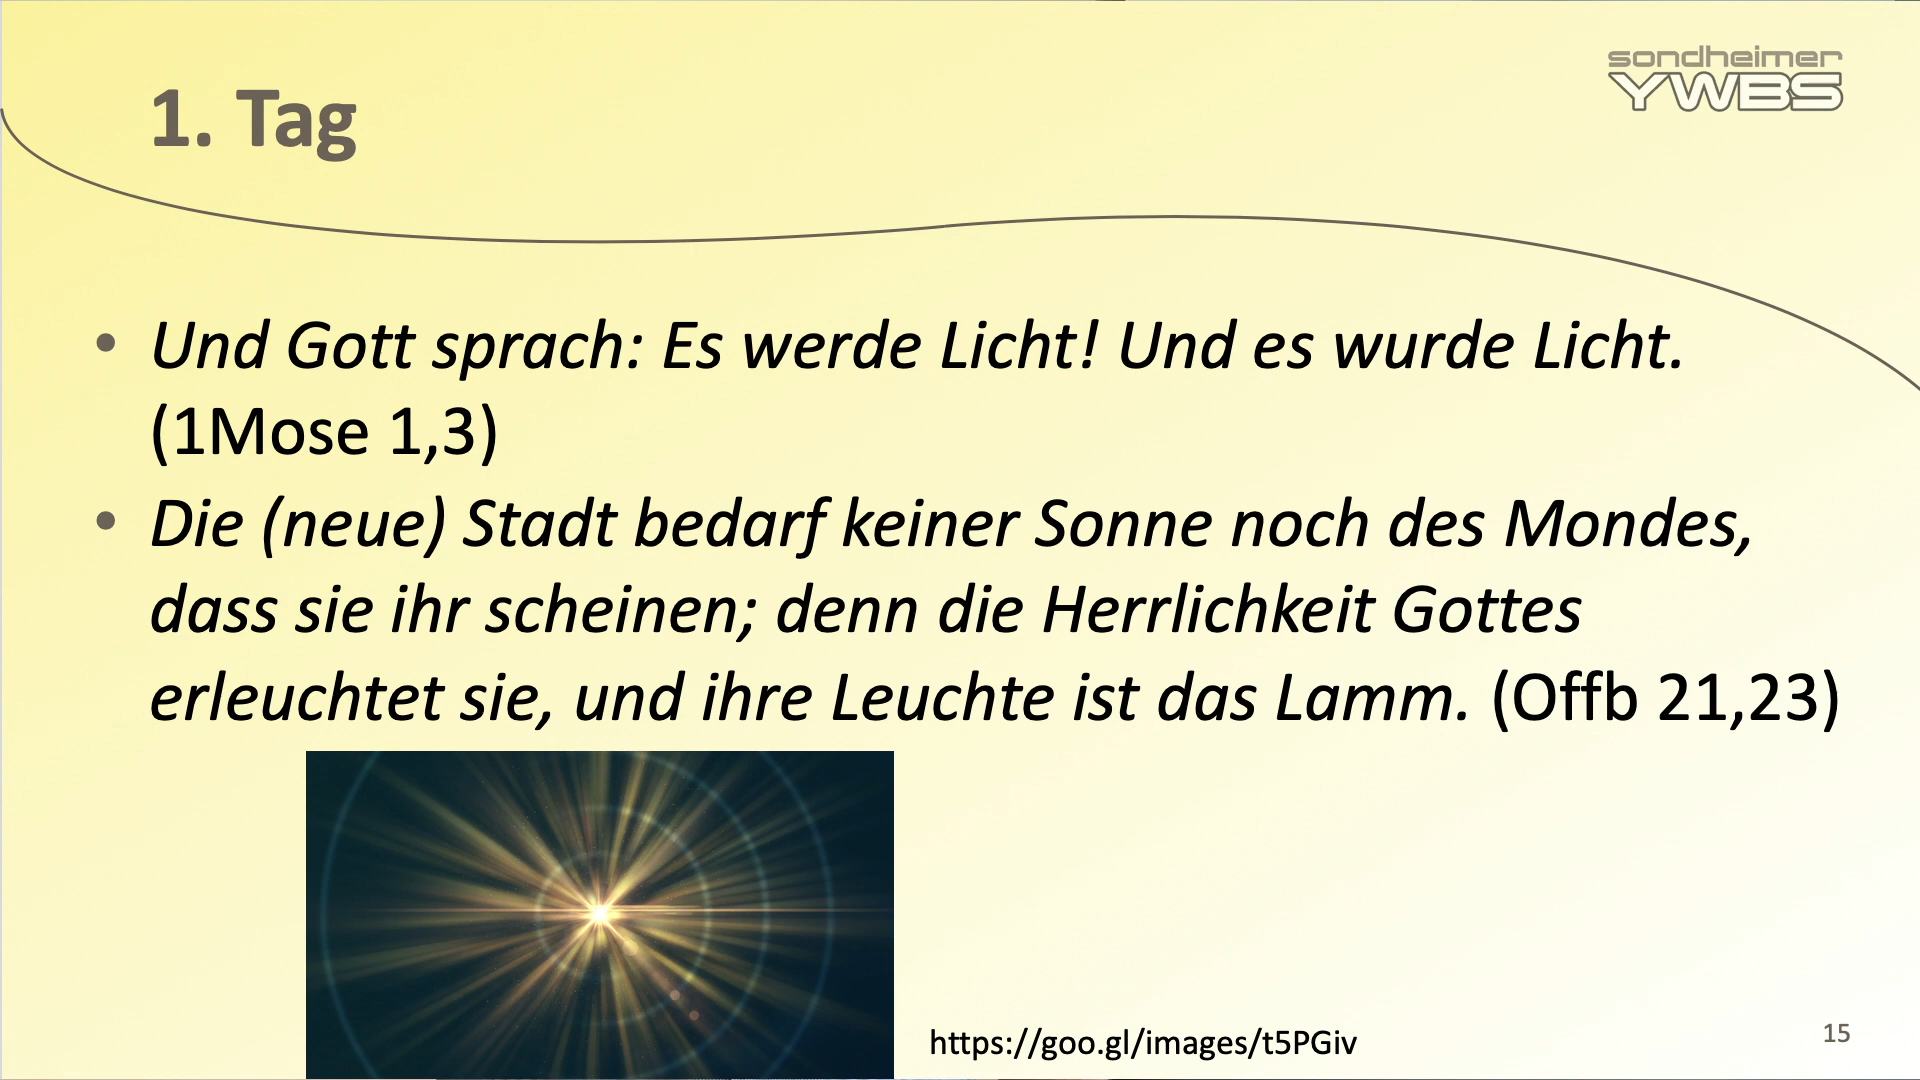 sondheimer
YWBS
1. Tag
• Und Gott sprach: Es werde Licht! Und es wurde Licht.
(1Mose 1,3)
• Die (neue) Stadt bedarf keiner Sonne noch des Mondes,
dass sie ihr scheinen; denn die Herrlichkeit Gottes
erleuchtet sie, und ihre Leuchte ist das Lamm. (Offb 21,23)
https://goo.gl/images/t5PGiv
15